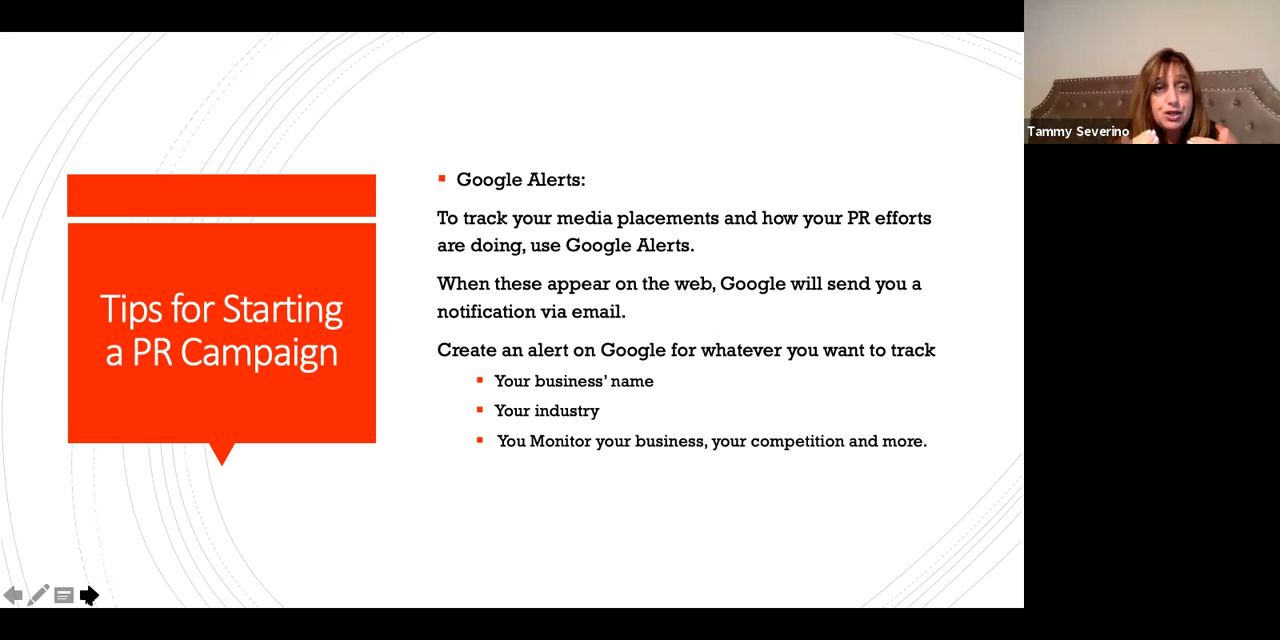 Tips for Starting
a PR Campaign
Google Alerts:
To track your media placements and how your PR efforts
are doing, use Google Alerts.
When these appear on the web, Google will send you a
notification via email.
Create an alert on Google for whatever you want to track
Your business’ name
Your industry
You Monitor your business, your competition and more.
Tammy Severino